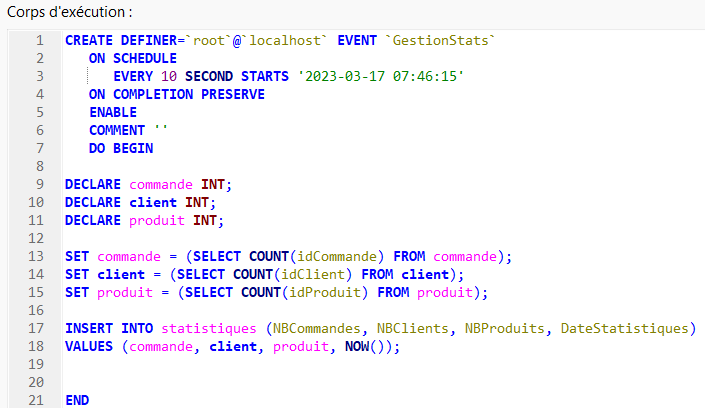 Corps d'exécution :
1 CREATE DEFINER=`root`@`localhost` EVENT `GestionStats`
2 ON SCHEDULE
3 EVERY 10 SECOND STARTS '2023-03-17 07:46:15'
4 ON COMPLETION PRESERVE
5 ENABLE
6 COMMENT ''
7 DO BEGIN
8
9 DECLARE commande INT;
10 DECLARE client INT;
11 DECLARE produit INT;
12
13 SET commande = (SELECT COUNT(idCommande) FROM commande);
14 SET client = (SELECT COUNT(idClient) FROM client);
15 SET produit = (SELECT COUNT(idProduit) FROM produit);
16
17 INSERT INTO statistiques (NBCommandes, NBClients, NBProduits, DateStatistiques)
18 VALUES (commande, client, produit, NOW());
19
20
21 END